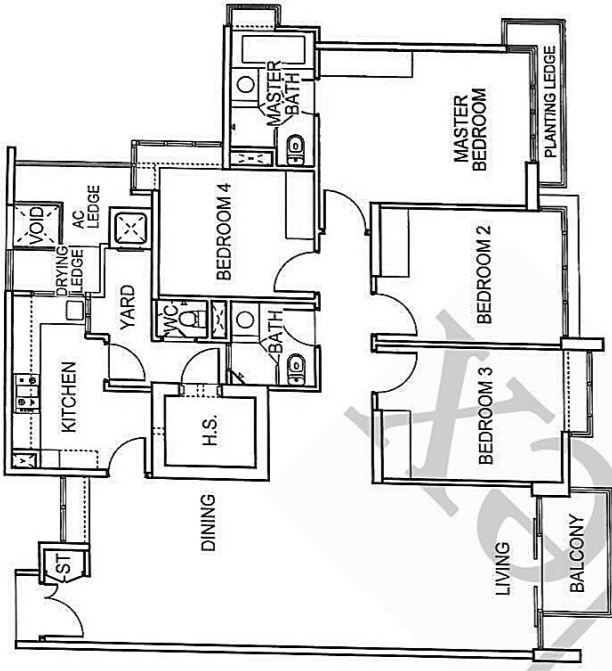 PLANTING LEDGE
MASTER
BATH
MASTER
BEDROOM
VOID
AC
LEDGE
DRYING
LEDGE
BEDROOM 4
BEDROOM 2
YARD
WC
BATH
KITCHEN
H.S.
BEDROOM 3
DINING
ST
LIVING
BALCONY